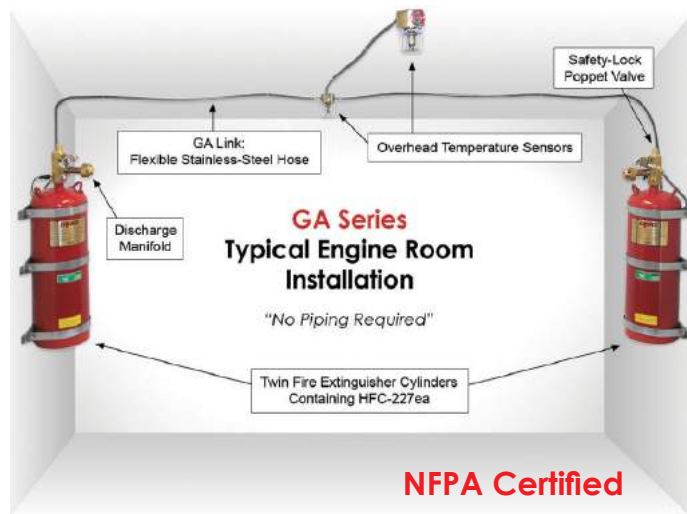 Safety-Lock
Poppet Valve
GA Link:
Flexible Stainless-Steel Hose
Overhead Temperature Sensors
Discharge
Manifold
GA Series
Typical Engine Room
Installation
"No Piping Required"
Twin Fire Extinguisher Cylinders
Containing HFC-227ea
NFPA Certified